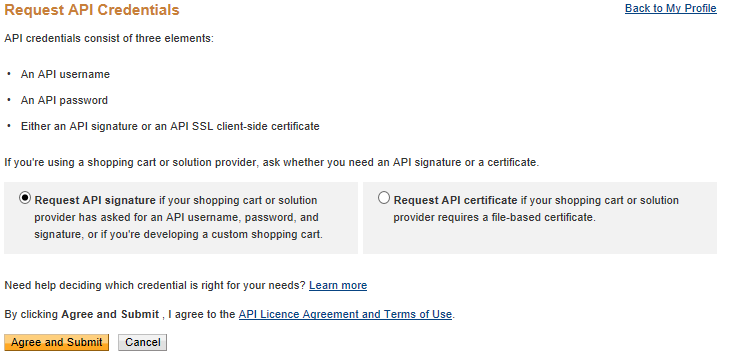 Request API Credentials
Back to My Profile
API credentials consist of three elements:
• An API username
• An API password
• Either an API signature or an API SSL client-side certificate
If you're using a shopping cart or solution provider, ask whether you need an API signature or a certificate.
Request API signature if your shopping cart or solution
provider has asked for an API username, password, and
signature, or if you're developing a custom shopping cart.
Request API certificate if your shopping cart or solution
provider requires a file-based certificate.
Need help deciding which credential is right for your needs? Learn more
By clicking Agree and Submit , I agree to the API Licence Agreement and Terms of Use.
Agree and Submit
Cancel